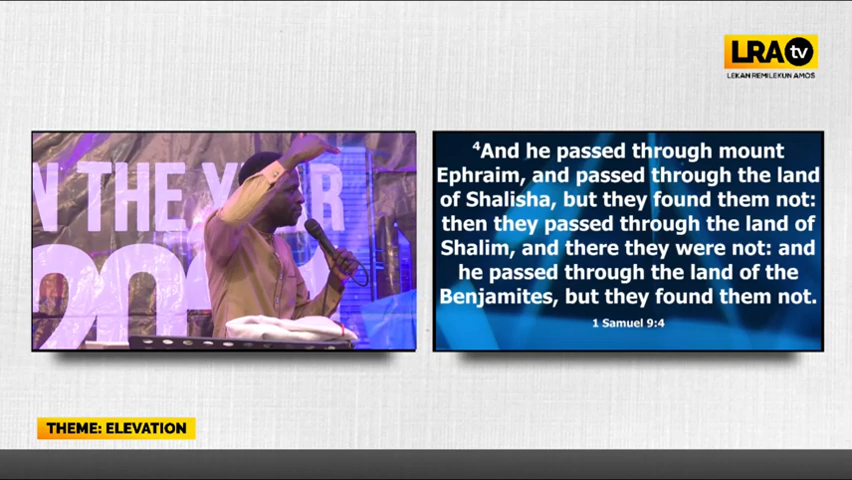 LRA tv
LEKAN REMILEKUN AMOS
N THE Y
R
20
⁴And he passed through mount
Ephraim, and passed through the land
of Shalisha, but they found them not:
then they passed through the land of
Shalim, and there they were not: and
he passed through the land of the
Benjamites, but they found them not.
1 Samuel 9:4
THEME: ELEVATION